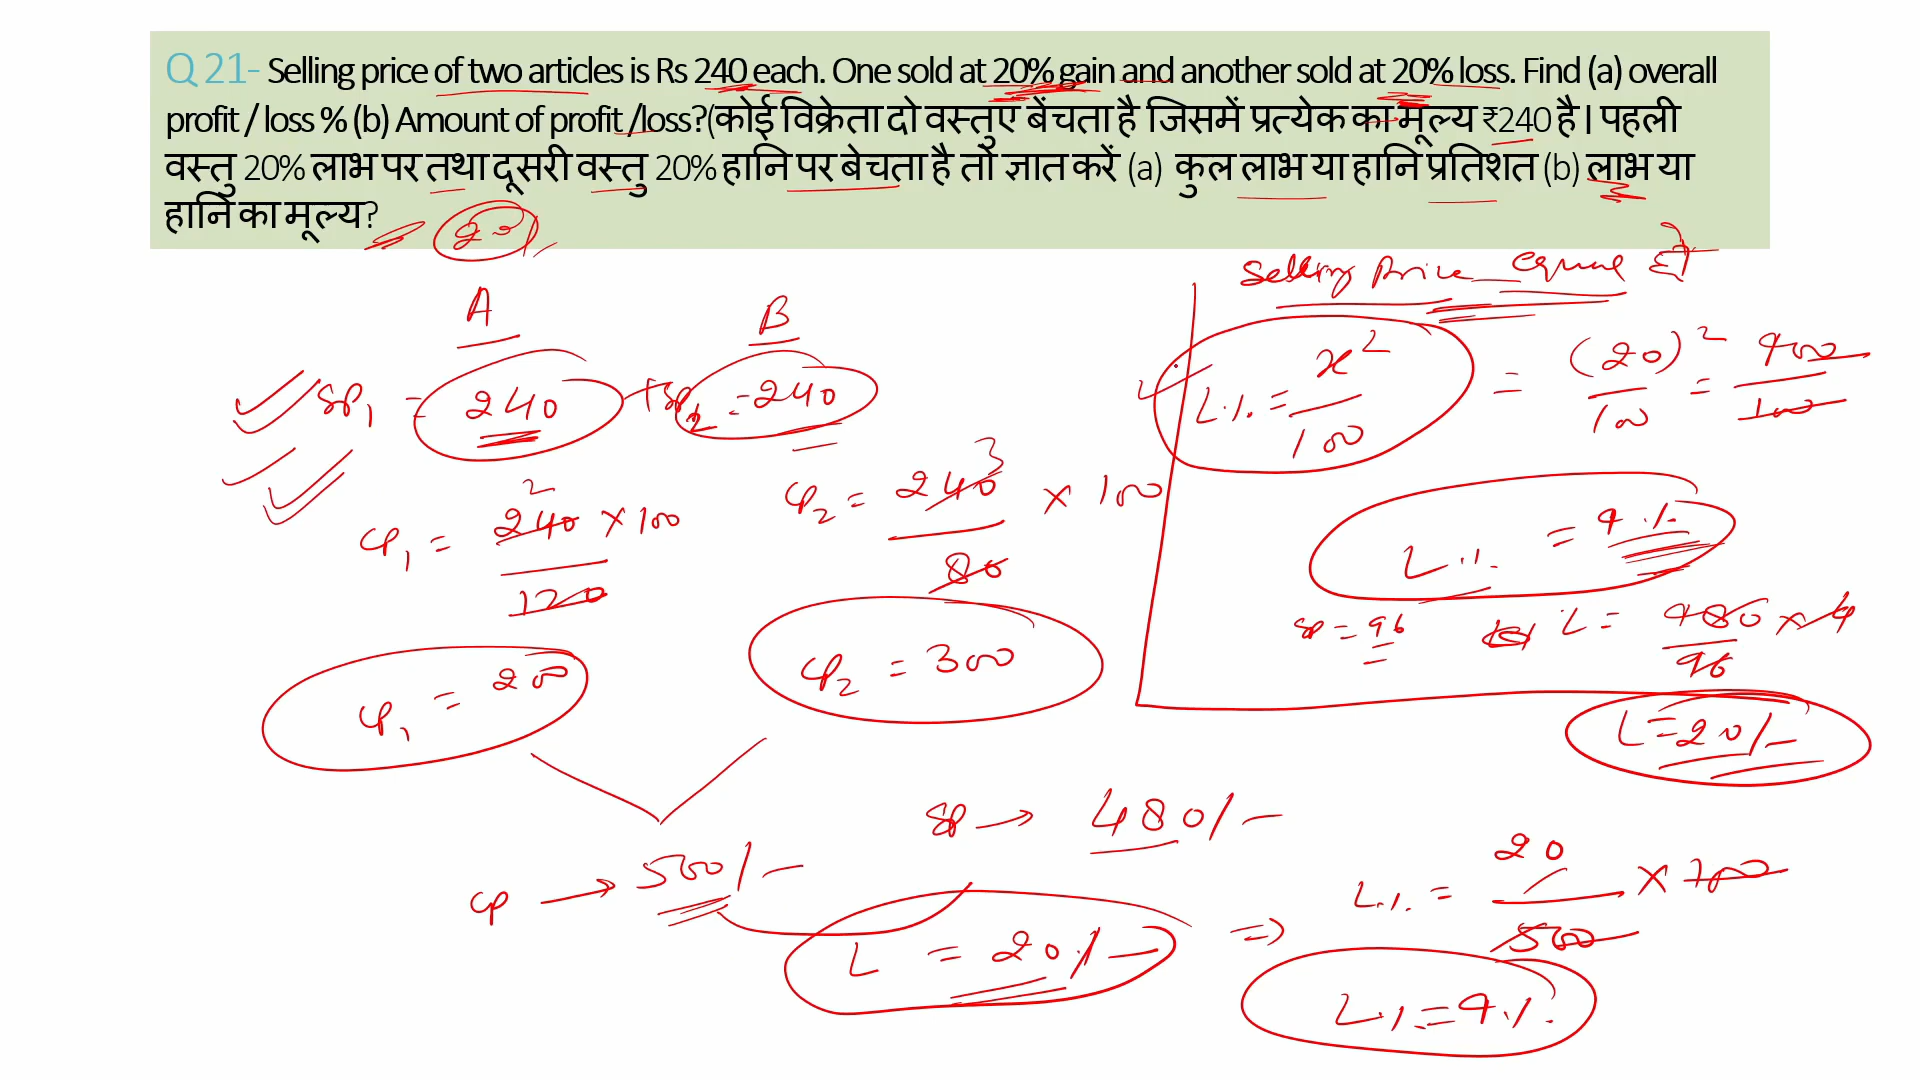 Q 21- Selling price of two articles is Rs 240 each. One sold at 20% gain and another sold at 20% loss. Find (a) overall
profit / loss % (b) Amount of profit /loss?(कोई विक्रेता दो वस्तुए बेंचता है जिसमें प्रत्येक का मूल्य ₹240 है। पहली
वस्तु 20% लाभ पर तथा दूसरी वस्तु 20% हानि पर बेचता है तो ज्ञात करें (a) कुल लाभ या हानि प्रतिशत (b) लाभ या
हानि का मूल्य?
20%
Selling Price equal हो
A
B
SP₁ = 240 + SP₂ = 240
L.%. = x²/100 = (20)²/100 = 400/100
CP₁ = 240/120 × 100
2
CP₂ = 240/80 × 100
3
L.%. = 4%
SP = 96
L = 480/96 × 4
CP₁ = 200
CP₂ = 300
L = 20/-
SP → 480/-
CP → 500/-
L = 20/- ⇒
L.%. = 20/500 × 100
L% = 4%